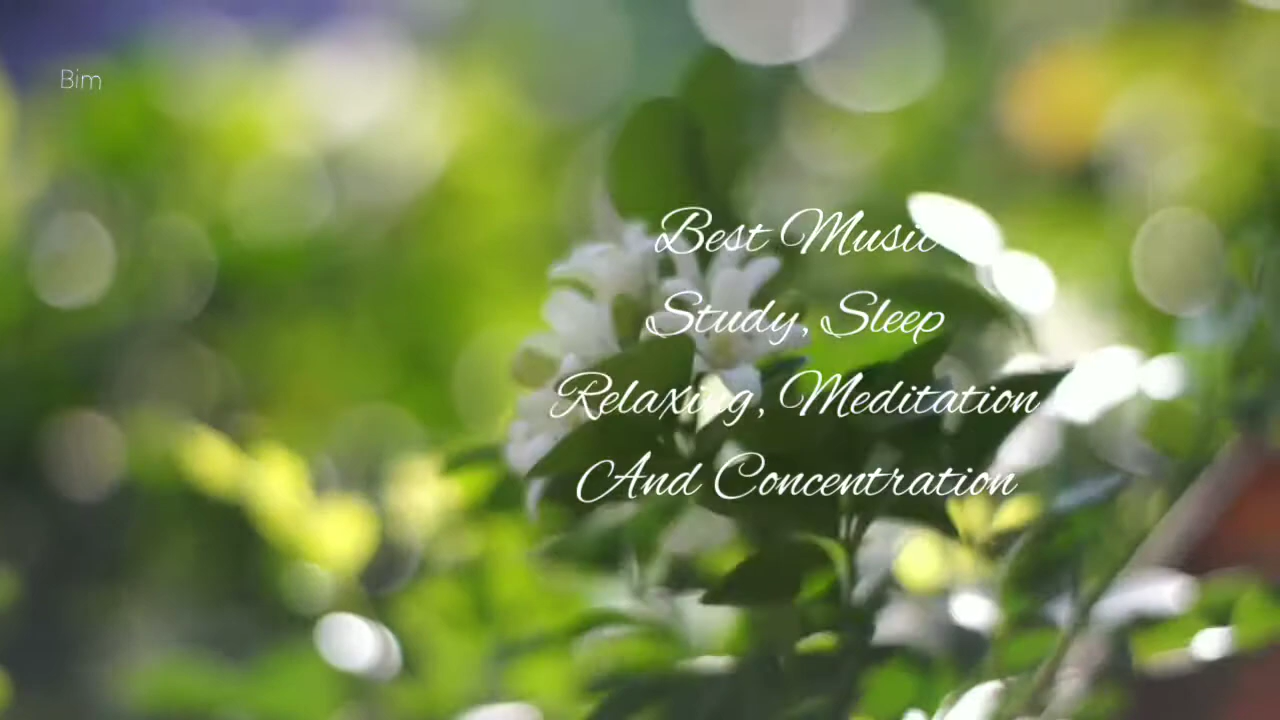 Bim
Best Music
Study, Sleep
Relaxing, Meditation
And Concentration